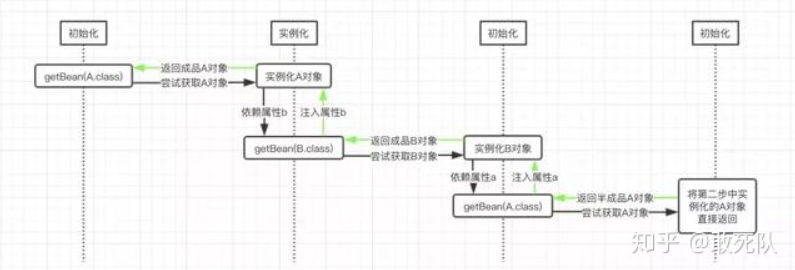 初始化
实例化
初始化
初始化
返回成品A对象
getBean(A.class)
尝试获取A对象
实例化A对象
依赖属性b
注入属性b
返回成品B对象
getBean(B.class)
尝试获取B对象
实例化B对象
依赖属性a
注入属性a
返回半成品A对象
getBean(A.class)
尝试获取A对象
将第二步中实
例化的A对象
直接返回
知乎 @敢死队